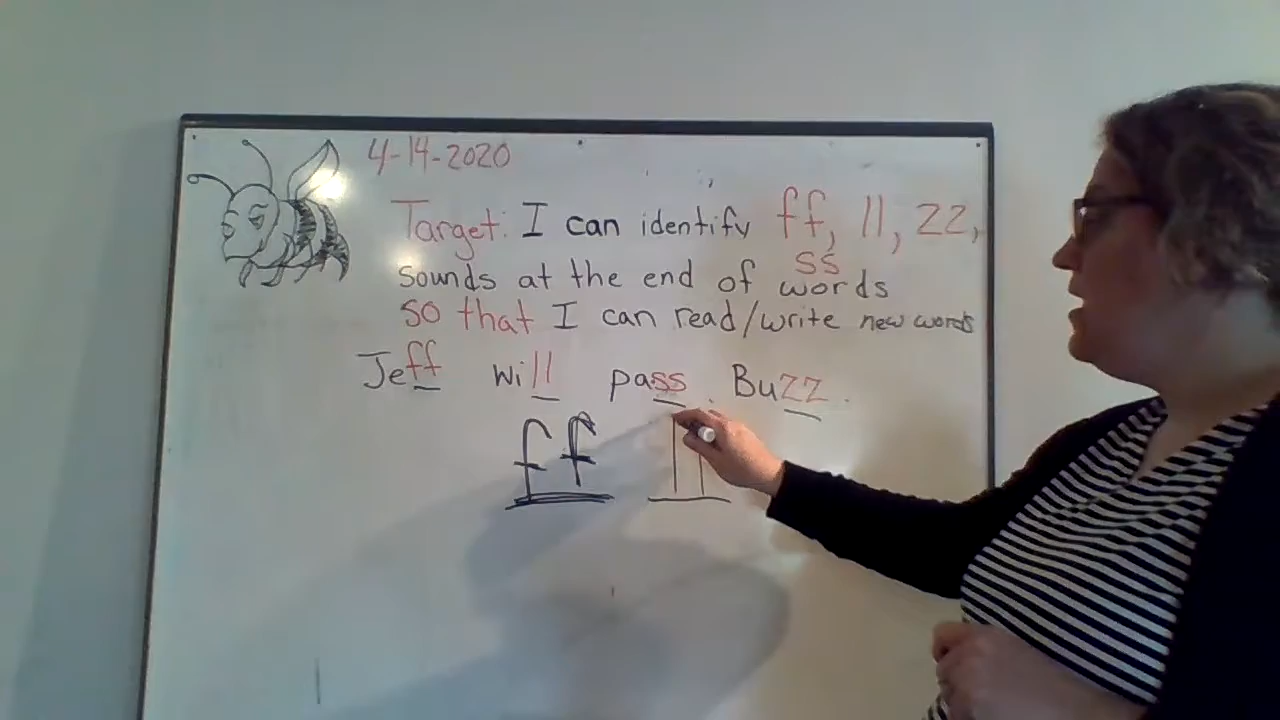 4-14-2020
Target: I can identify ff, ll, zz,
ss
sounds at the end of words
so that I can read/write new words
Jeff Will pass. Buzz.
ff ll